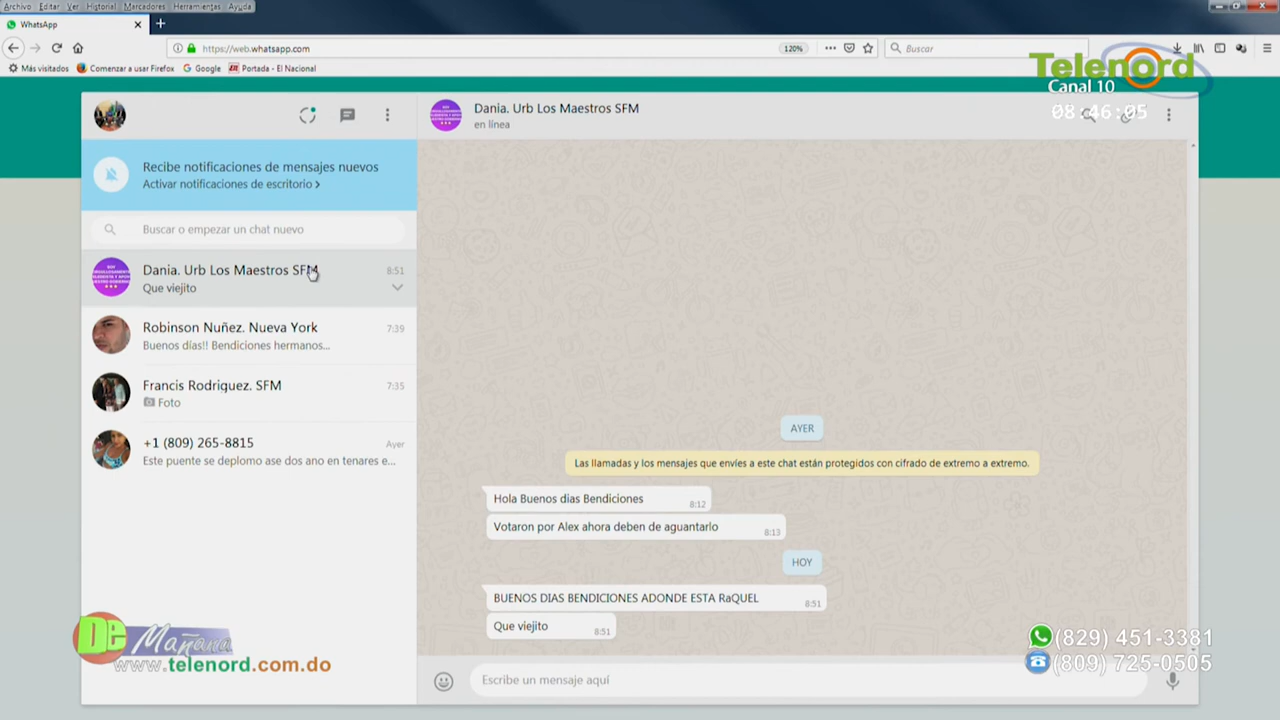 Archivo Editar Ver Historial Marcadores Herramientas Ayuda
WhatsApp
https://web.whatsapp.com
120%
Buscar
Más visitados Comenzar a usar Firefox Google Portada - El Nacional
Telenord
Canal 10
08:46:05
Dania. Urb Los Maestros SFM
en línea
Recibe notificaciones de mensajes nuevos
Activar notificaciones de escritorio >
Buscar o empezar un chat nuevo
Dania. Urb Los Maestros SFM 8:51
Que viejito
Robinson Nuñez. Nueva York 7:39
Buenos días!! Bendiciones hermanos...
Francis Rodriguez. SFM 7:35
Foto
+1 (809) 265-8815 Ayer
Este puente se deplomo ase dos ano en tenares e...
AYER
Las llamadas y los mensajes que envíes a este chat están protegidos con cifrado de extremo a extremo.
Hola Buenos dias Bendiciones 8:12
Votaron por Alex ahora deben de aguantarlo 8:13
HOY
BUENOS DIAS BENDICIONES ADONDE ESTA RaQUEL 8:51
Que viejito 8:51
Escribe un mensaje aquí
De Mañana
www.telenord.com.do
(829) 451-3381
(809) 725-0505